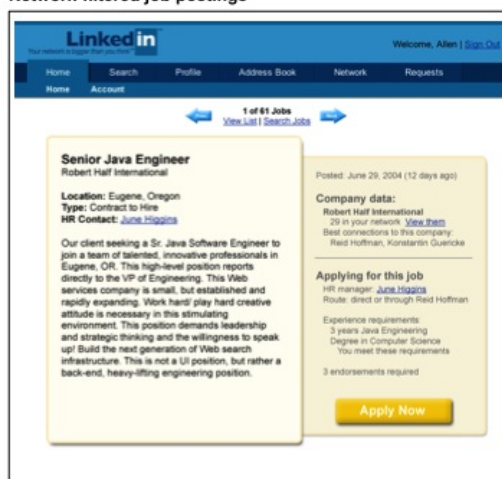 Network filtered job postings
Linked in
Your network is bigger than you think™
Welcome, Allen | Sign Out
Home Search Profile Address Book Network Requests
Home Account
1 of 61 Jobs
View List | Search Jobs
Senior Java Engineer
Robert Half International
Location: Eugene, Oregon
Type: Contract to Hire
HR Contact: June Higgins
Our client seeking a Sr. Java Software Engineer to
join a team of talented, innovative professionals in
Eugene, OR. This high-level position reports
directly to the VP of Engineering. This Web
services company is small, but established and
rapidly expanding. Work hard/ play hard creative
attitude is necessary in this stimulating
environment. This position demands leadership
and strategic thinking and the willingness to speak
up! Build the next generation of Web search
infrastructure. This is not a UI position, but rather a
back-end, heavy-lifting engineering position.
Posted: June 29, 2004 (12 days ago)
Company data:
Robert Half International
29 in your network View them
Best connections to this company:
Reid Hoffman, Konstantin Guericke
Applying for this job
HR manager: June Higgins
Route: direct or through Reid Hoffman
Experience requirements:
3 years Java Engineering
Degree in Computer Science
You meet these requirements
3 endorsements required
Apply Now